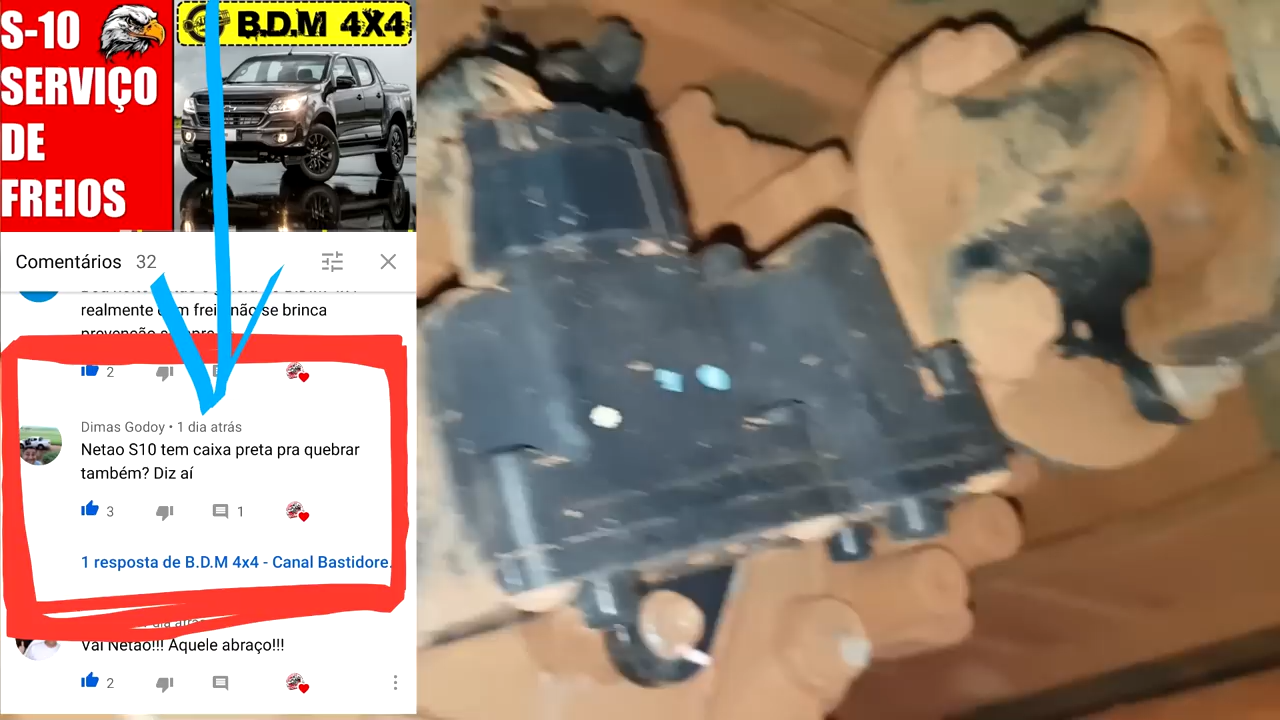 S-10
SERVIÇO
DE
FREIOS
B.D.M 4X4
Comentários 32
realmente
não se brinca
2
Dimas Godoy • 1 dia atrás
Netao S10 tem caixa preta pra quebrar
também? Diz aí
3
1
1 resposta de B.D.M 4x4 - Canal Bastidore
Vai Netão!!! Aquele abraço!!!
2